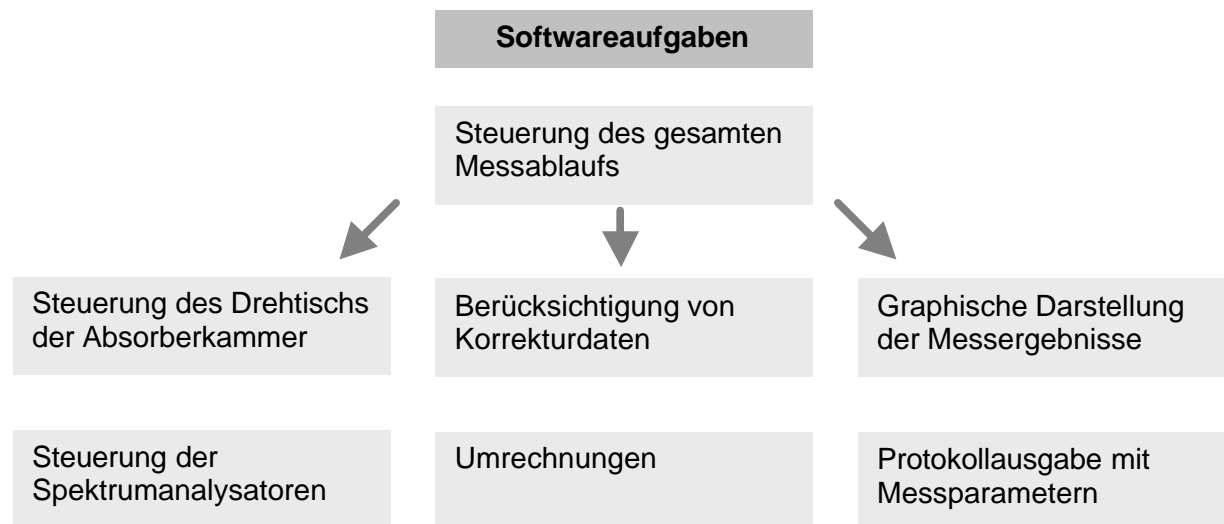 Softwareaufgaben
Steuerung des gesamten
Messablaufs
Steuerung des Drehtischs
der Absorberkammer
Berücksichtigung von
Korrekturdaten
Graphische Darstellung
der Messergebnisse
Steuerung der
Spektrumanalysatoren
Umrechnungen
Protokollausgabe mit
Messparametern